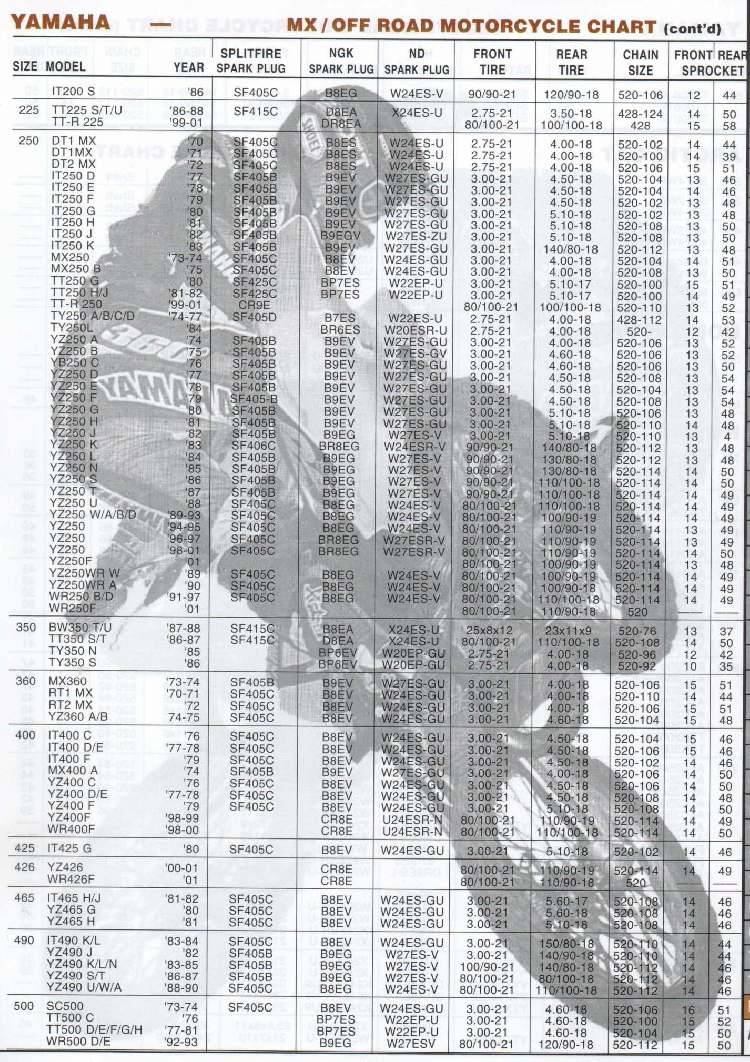 YAMAHA — MX/OFF ROAD MOTORCYCLE CHART (cont'd)
SPLITFIRE NGK ND FRONT REAR CHAIN FRONT REAR
SIZE MODEL YEAR SPARK PLUG SPARK PLUG SPARK PLUG TIRE TIRE SIZE SPROCKET
IT200 S '86 SF405C B8EG W24ES-V 90/90-21 120/90-18 520-106 12 44
225 TT225 S/T/U '86-88 SF415C D8EA X24ES-U 2.75-21 3.50-18 428-124 14 50
TT-R 225 '99-01 DR8EA 80/100-21 100/100-18 428 15 58
250 DT1 MX '70 SF405C B8ES W24ES-U 2.75-21 4.00-18 520-102 14 44
DT1MX '71 SF405C B8ES W24ES-U 2.75-21 4.00-18 520-100 14 39
DT2 MX '72 SF405C B8ES W24ES-U 2.75-21 4.00-18 520-106 15 51
IT250 D '77 SF405B B9EV W27ES-GU 3.00-21 4.50-18 520-104 13 46
IT250 E '78 SF405B B9EV W27ES-GU 3.00-21 4.50-18 520-104 14 46
IT250 F '79 SF405B B9EV W27ES-GU 3.00-21 4.50-18 520-102 13 48
IT250 G '80 SF405B B9EV W27ES-GU 3.00-21 5.10-18 520-102 13 48
IT250 H '81 SF405B B9EV W27ES-GU 3.00-21 5.10-18 520-108 13 50
IT250 J '82 SF405B B9EGV W27ES-ZU 3.00-21 5.10-18 520-108 13 50
IT250 K '83 SF405B B9EV W27ES-GU 3.00-21 140/80-18 520-112 13 48
MX250 '73-74 SF405C B8EV W24ES-GU 3.00-21 4.00-18 520-104 14 51
MX250 B '75 SF405C B8EV W24ES-GU 3.00-21 4.00-18 520-108 13 50
TT250 G '80 SF425C BP7ES W22EP-U 3.00-21 5.10-17 520-100 15 51
TT250 H/J '81-82 SF425C BP7ES W22EP-U 3.00-21 5.10-17 520-100 14 49
TT-R 250 '99-01 CR9E 80/100-21 100/100-18 520-110 13 52
TY250 A/B/C/D '74-77 SF405D B7ES W22ES-U 2.75-21 4.00-18 428-112 14 53
TY250L '84 BR6ES W20ESR-U 2.75-21 4.00-18 520- 12 42
YZ250 A '74 SF405B B9EV W27ES-GU 3.00-21 4.00-18 520-106 13 52
YZ250 B '75 SF405B B9EV W27ES-GV 3.00-21 4.60-18 520-106 13 52
YB250 C '76 SF405B B9EV W27ES-GU 3.00-21 4.60-18 520-106 13 50
YZ250 D '77 SF405B B9EV W27ES-GU 3.00-21 4.50-18 520-108 13 54
YZ250 E '78 SF405B B9EV W27ES-GU 3.00-21 4.50-18 520-104 13 54
YZ250 F '79 SF405-B B9EV W27ES-GU 3.00-21 4.50-18 520-108 13 54
YZ250 G '80 SF405B B9EV W27ES-GU 3.00-21 5.10-18 520-106 13 48
YZ250 H '81 SF405B B9EG W27ES-V 3.00-21 5.10-18 520-110 14 48
YZ250 J '82 SF405B B9EG W27ES-V 3.00-21 5.10-18 520-110 13 4
YZ250 K '83 SF406C BR8EG W24ESR-V 90/90-21 140/80-18 520-112 13 48
YZ250 L '84 SF405B B9EG W27ES-V 90/90-21 130/80-18 520-112 13 48
YZ250 N '85 SF405B B9EG W27ES-V 90/90-21 130/80-18 520-114 14 50
YZ250 S '86 SF405B B9EG W27ES-V 90/90-21 110/100-18 520-114 14 50
YZ250 T '87 SF405B B9EG W27ES-V 90/90-21 110/100-18 520-114 14 49
YZ250 U '88 SF405C B8EG W24ES-V 80/100-21 110/100-18 520-114 14 49
YZ250 W/A/B/D '89-93 SF405C B8EG W24ES-V 80/100-21 100/90-19 520-114 13 49
YZ250 '94-95 SF405C B8EG W24ES-V 80/100-21 110/90-19 520-114 13 49
YZ250 '96-97 SF405C BR8EG W27ESR-V 80/100-21 110/90-19 520-114 13 49
YZ250 '98-01 SF405C BR8EG W27ESR-V 80/100-21 110/90-19 520-114 14 50
YZ250F '01 80/100-21 100/90-19 520-114 13 48
YZ250WR W '89 SF405C B8EG W24ES-V 80/100-21 100/100-18 520-114 14 49
YZ250WR A '90 SF405C B8EG W24ES-V 80/100-21 100/100-18 520-114 14 49
WR250 B/D '91-97 SF405C B8EG W24ES-V 80/100-21 110/100-18 520-114 14 49
WR250F '01 80/100-21 110/90-18 520 —
350 BW350 T/U '87-88 SF415C B8EA X24ES-U 25x8x12 23x11x9 520-76 13 37
TT350 S/T '86-87 SF415C D8EA X24ES-U 80/100-21 110/100-18 520-108 14 50
TY350 N '85 BP6EV W20EP-GU 2.75-21 4.00-18 520-96 12 42
TY350 S '86 BP6EV W20EP-GU 2.75-21 4.00-18 520-92 10 35
360 MX360 '73-74 SF405B B9EV W27ES-GU 3.00-21 4.00-18 520-106 15 51
RT1 MX '70-71 SF405C B8EV W24ES-GU 3.00-21 4.00-18 520-110 14 44
RT2 MX '72 SF405C B8EV W24ES-GU 3.00-21 4.00-18 520-106 15 51
YZ360 A/B 74-75 SF405C B8EV W24ES-GU 3.00-21 4.60-18 520-104 15 48
400 IT400 C '76 SF405C B8EV W24ES-GU 3.00-21 4.50-18 520-104 15 46
IT400 D/E '77-78 SF405C B8EV W24ES-GU 3.00-21 4.50-18 520-106 15 46
IT400 F '79 SF405C B8EV W24ES-GU 3.00-21 4.50-18 520-102 14 46
MX400 A '74 SF405B B9EV W27ES-GU 3.00-21 4.00-18 520-106 14 50
YZ400 C '76 SF405C B8EV W24ES-GU 3.00-21 4.60-18 520-106 14 50
YZ400 D/E '77-78 SF405C B8EV W24ES-GU 3.00-21 4.50-18 520-108 14 48
YZ400 F '79 SF405C B8EV W24ES-GU 3.00-21 5.10-18 520-108 14 50
YZ400F '98-99 CR8E U24ESR-N 80/100-21 110/90-19 520-114 14 49
WR400F '98-00 CR8E U24ESR-N 80/100-21 110/100-18 520-114 14 50
425 IT425 G '80 SF405C B8EV W24ES-GU 3.00-21 5.10-18 520-102 14 46
426 YZ426 '00-01 CR8E 80/100-21 110/90-19 520-114 14 49
WR426F '01 CR8E 80/100-21 110/90-18 520 —
465 IT465 H/J '81-82 SF405C B8EV W24ES-GU 3.00-21 5.60-17 520-108 14 46
YZ465 G '80 SF405C B8EV W24ES-GU 3.00-21 5.60-18 520-108 14 46
YZ465 H '81 SF405C B8EV W24ES-GU 3.00-21 5.10-18 520-108 14 46
490 IT490 K/L '83-84 SF405C B8EV W24ES-GU 3.00-21 150/80-18 520-110 14 44
YZ490 J '82 SF405B B9EG W27ES-V 3.00-21 140/90-18 520-110 14 44
YZ490 K/L/N '83-85 SF405B B9EG W27ES-V 100/90-21 140/80-18 520-112 14 46
YZ490 S/T '86-87 SF405B B9EG W27ES-V 80/100-21 80/100-18 520-112 14 46
YZ490 U/W/A '88-90 SF405C B8EG W24ES-V 80/100-21 110/100-18 520-112 14 46
500 SC500 '73-74 SF405C B8EV W24ES-GU 3.00-21 4.60-18 520-106 16 51
TT500 C '76 BP7ES W22EP-U 3.00-21 4.60-18 520-100 15 52
TT500 D/E/F/G/H '77-81 BP7ES W22EP-U 3.00-21 4.60-18 520-104 15 50
WR500 D/E '92-93 B9EG W27ESV 80/100-21 120/90-18 520-112 15 50